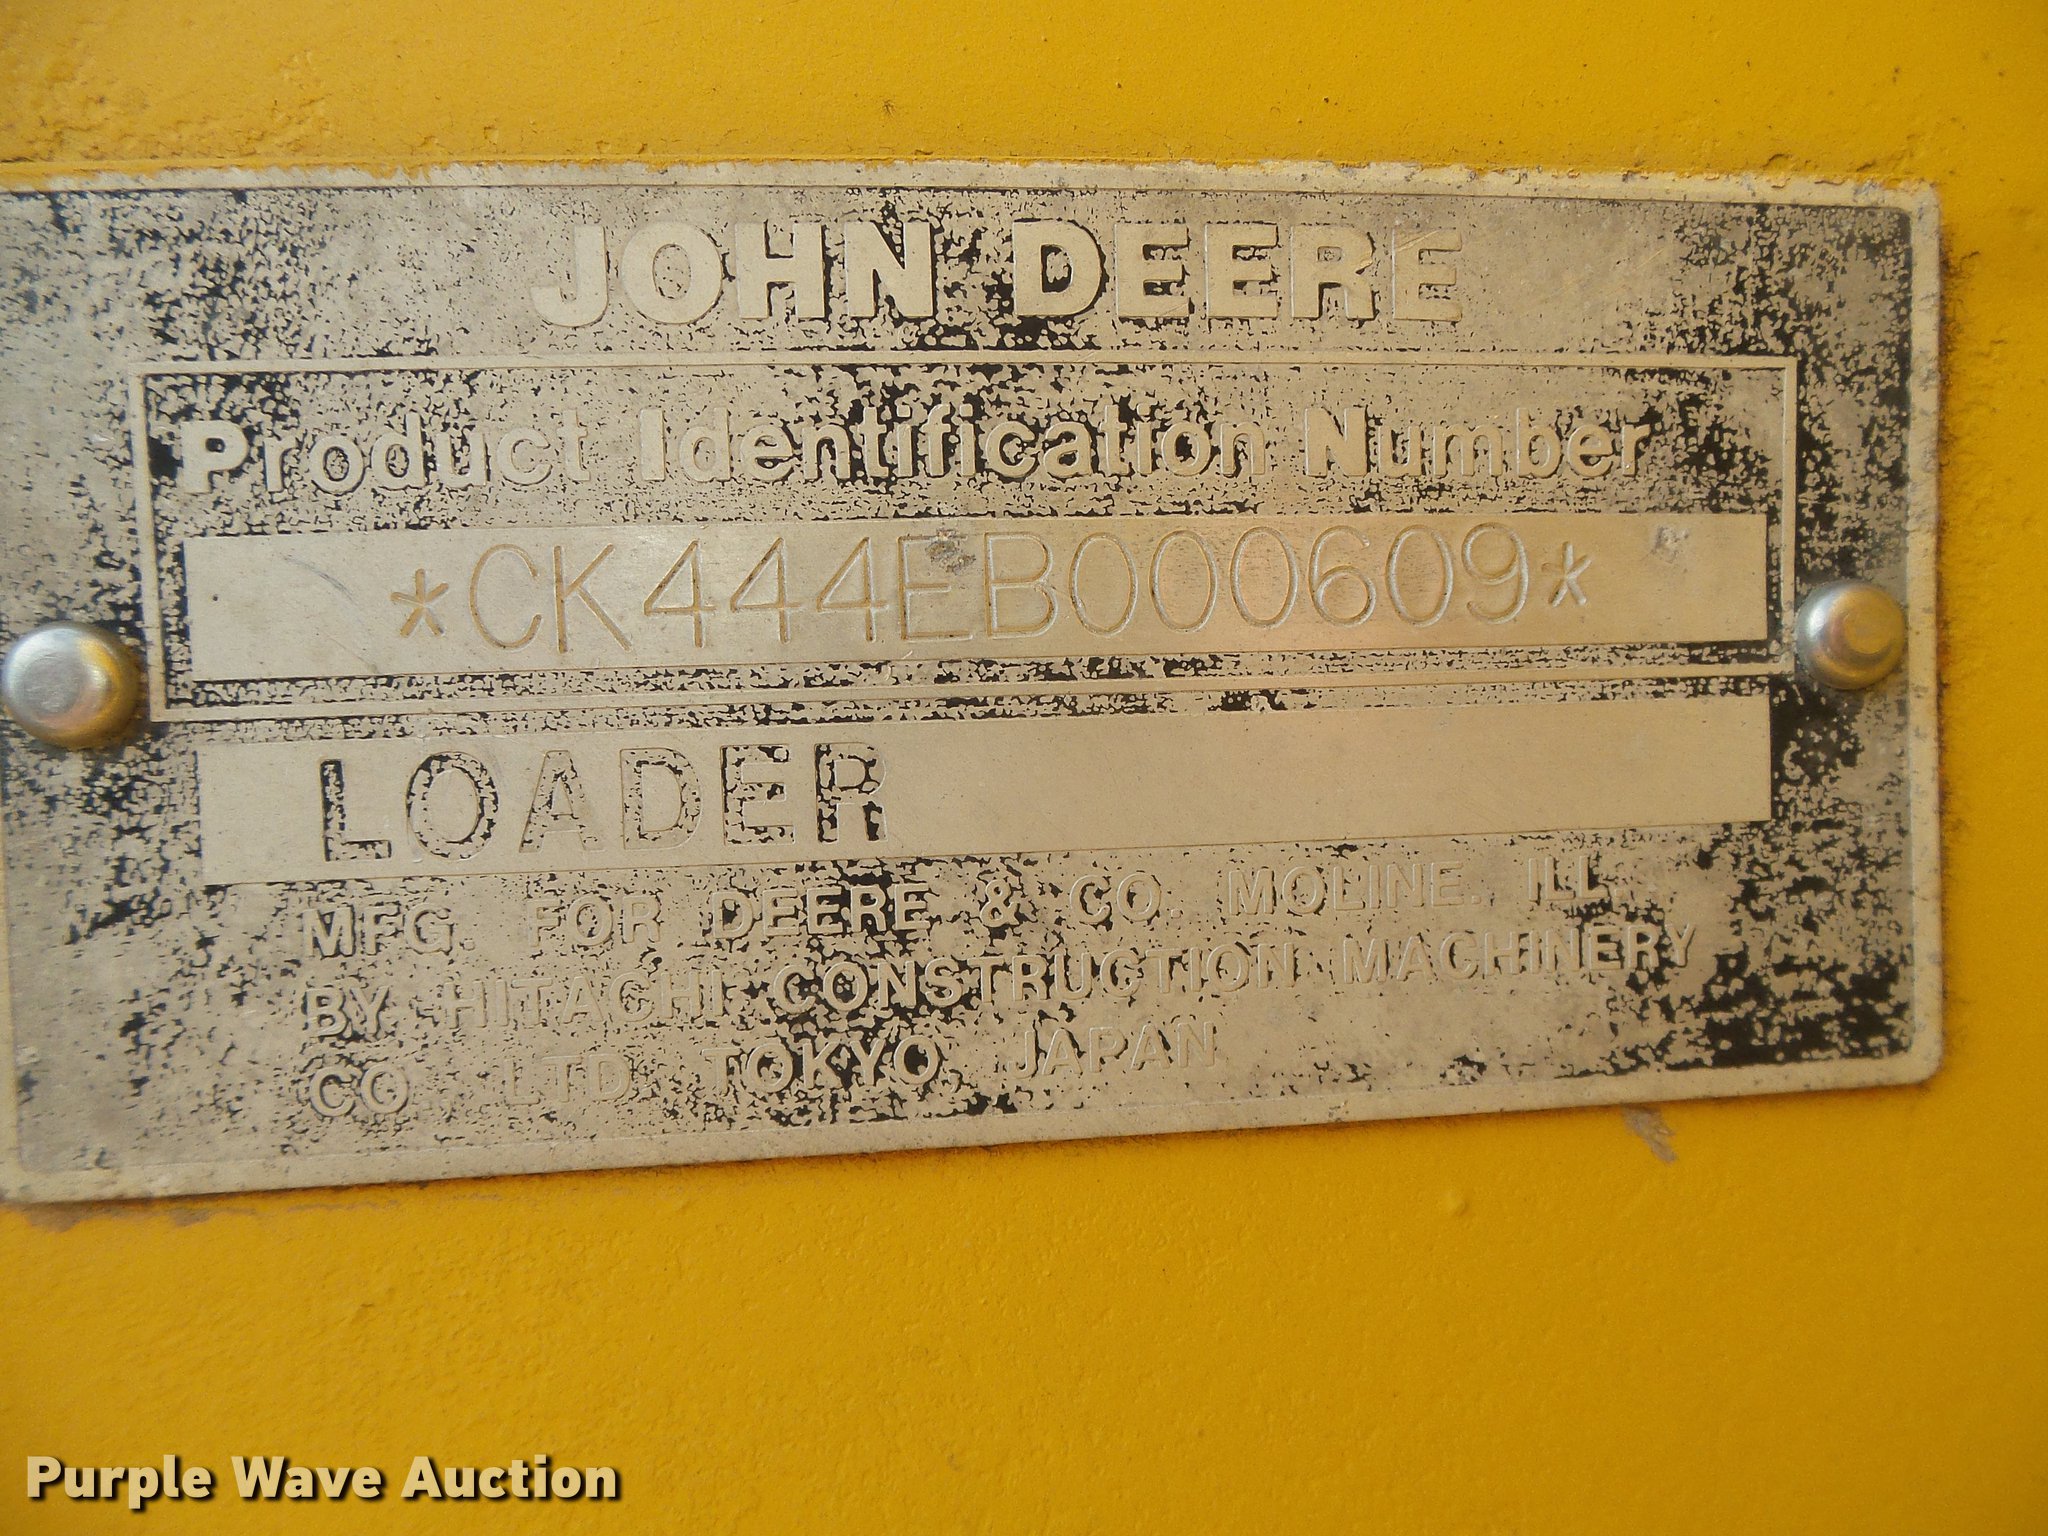 JOHN DEERE
Product Identification Number
*CK444EB000609*
LOADER
MFG. FOR DEERE & CO. MOLINE. ILL.
BY HITACHI CONSTRUCTION MACHINERY
CO. LTD. TOKYO, JAPAN
Purple Wave Auction